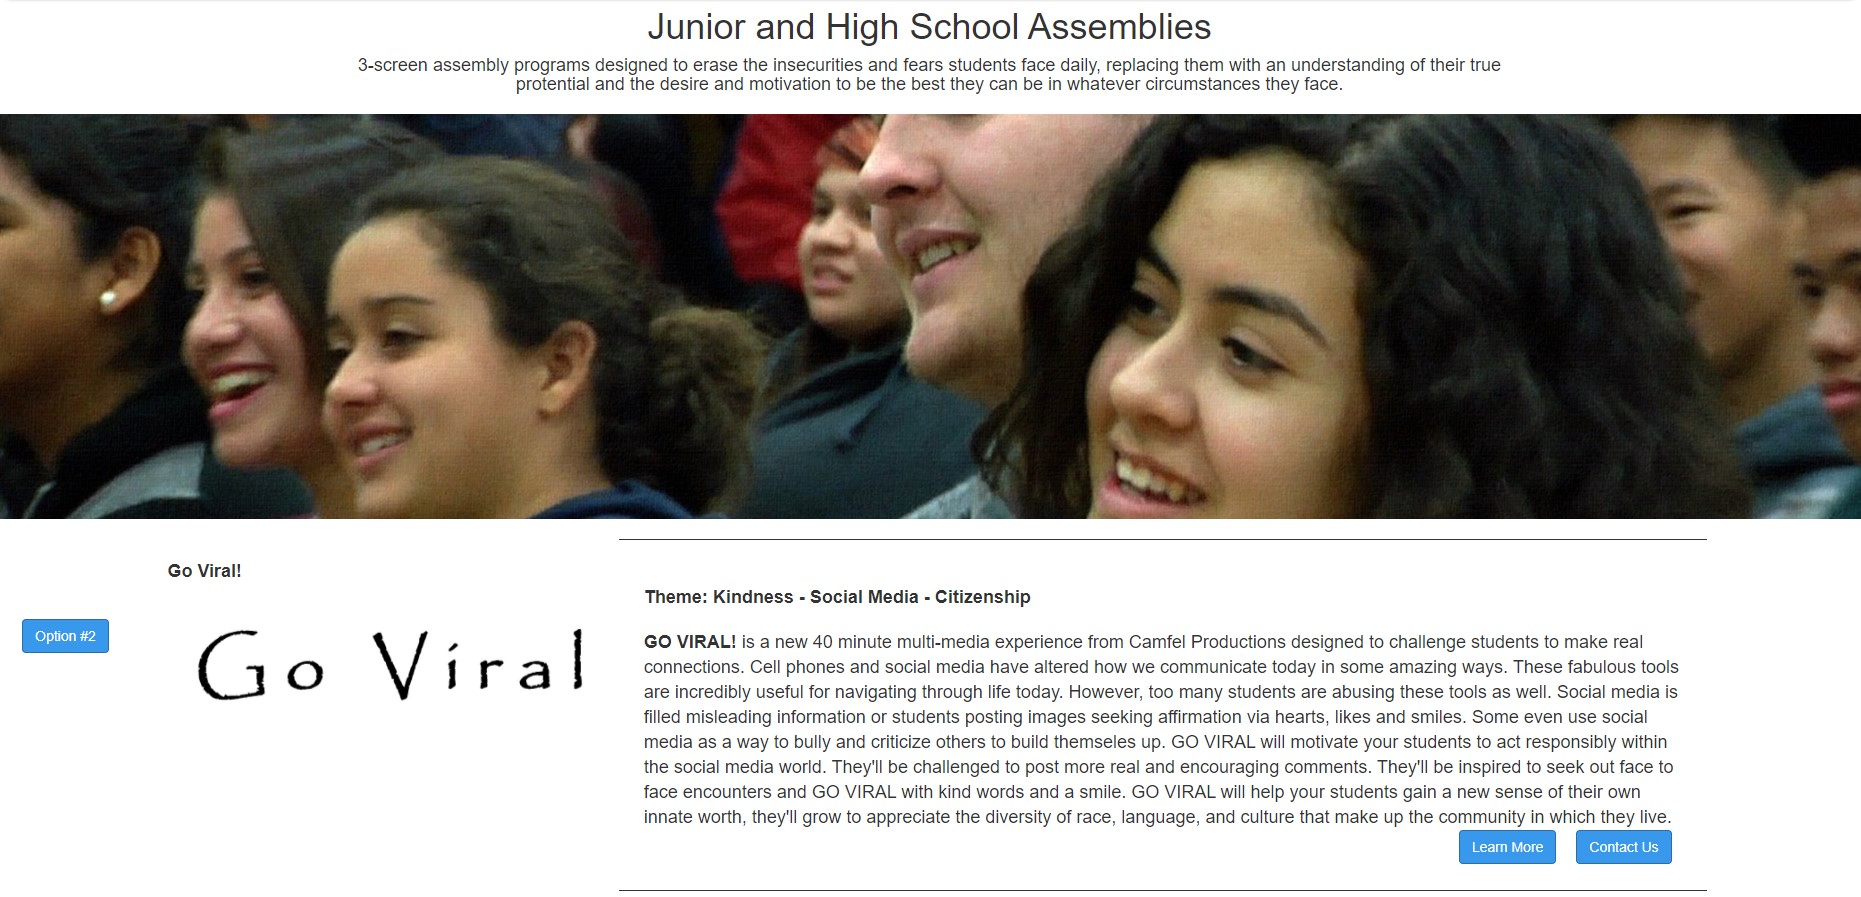 Junior and High School Assemblies
3-screen assembly programs designed to erase the insecurities and fears students face daily, replacing them with an understanding of their true
protential and the desire and motivation to be the best they can be in whatever circumstances they face.
Go Viral!
Option #2
Go Viral
Theme: Kindness - Social Media - Citizenship
GO VIRAL! is a new 40 minute multi-media experience from Camfel Productions designed to challenge students to make real
connections. Cell phones and social media have altered how we communicate today in some amazing ways. These fabulous tools
are incredibly useful for navigating through life today. However, too many students are abusing these tools as well. Social media is
filled misleading information or students posting images seeking affirmation via hearts, likes and smiles. Some even use social
media as a way to bully and criticize others to build themseles up. GO VIRAL will motivate your students to act responsibly within
the social media world. They'll be challenged to post more real and encouraging comments. They'll be inspired to seek out face to
face encounters and GO VIRAL with kind words and a smile. GO VIRAL will help your students gain a new sense of their own
innate worth, they'll grow to appreciate the diversity of race, language, and culture that make up the community in which they live.
Learn More
Contact Us